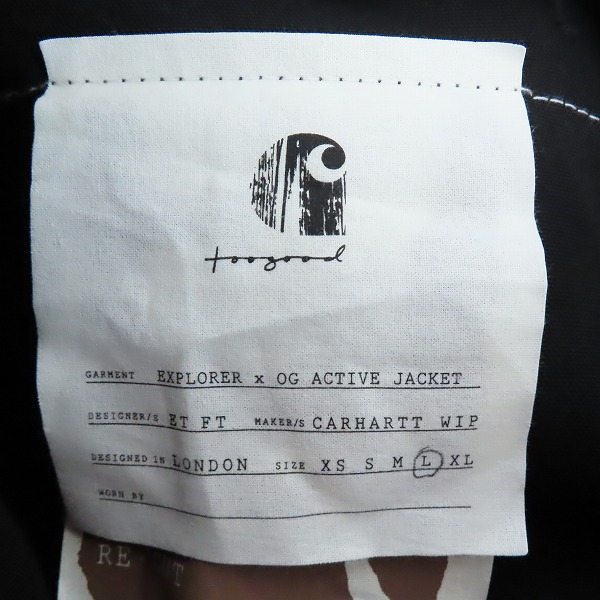 toogood
GARMENT EXPLORER x OG ACTIVE JACKET
DESIGNER/S ET FT MAKER/S CARHARTT WIP
DESIGNED IN LONDON SIZE XS S M L XL
WORN BY